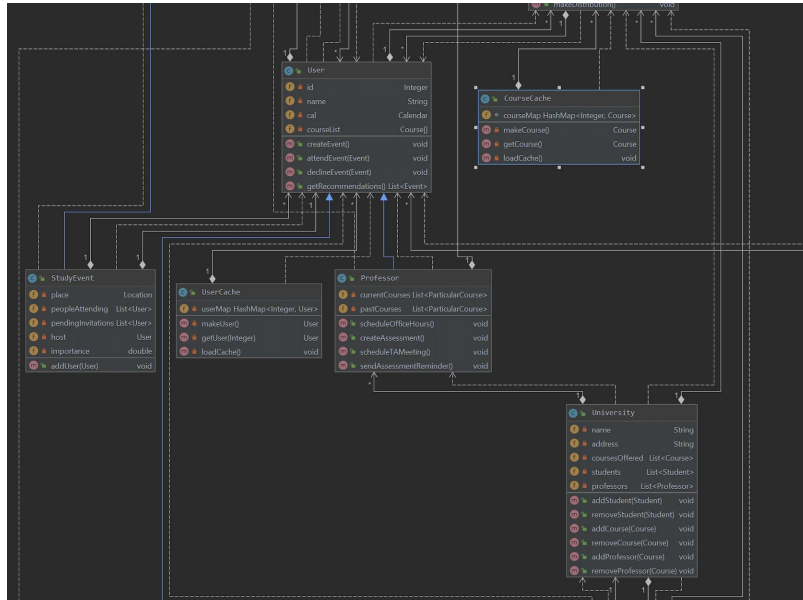 makeDistribution() void
User
id Integer
name String
cal Calendar
courseList Course[]
createEvent() void
attendEvent(Event) void
declineEvent(Event) void
getRecommendations() List<Event>
CourseCache
courseMap HashMap<Integer, Course>
makeCourse() Course
getCourse() Course
loadCache() void
StudyEvent
place Location
peopleAttending List<User>
pendingInvitations List<User>
host User
importance double
addUser(User) void
UserCache
userMap HashMap<Integer, User>
makeUser() User
getUser(Integer) User
loadCache() void
Professor
currentCourses List<ParticularCourse>
pastCourses List<ParticularCourse>
scheduleOfficeHours() void
createAssessment() void
scheduleTAMeeting() void
sendAssessmentReminder() void
University
name String
address String
coursesOffered List<Course>
students List<Student>
professors List<Professor>
addStudent(Student) void
removeStudent(Student) void
addCourse(Course) void
removeCourse(Course) void
addProfessor(Course) void
removeProfessor(Course) void